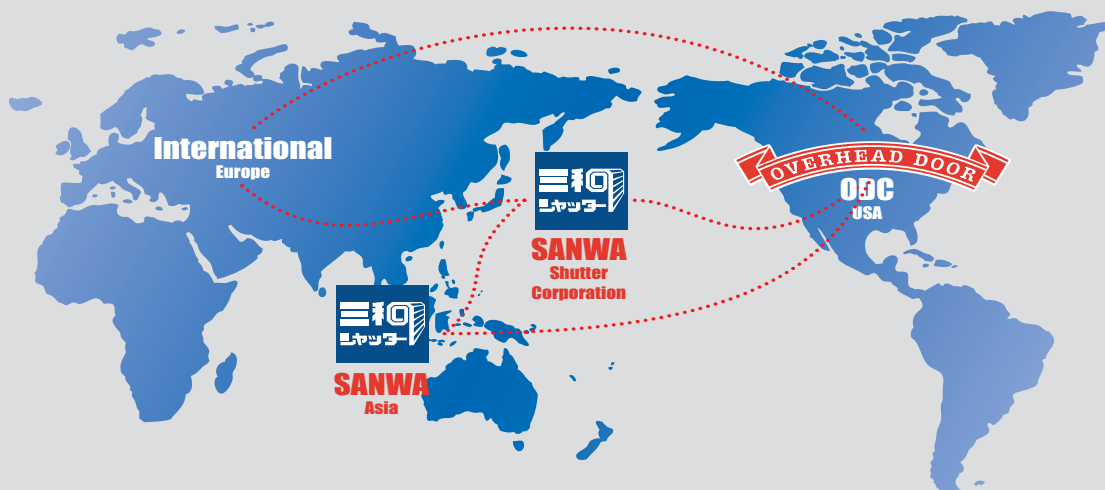 International
Europe
OVERHEAD DOOR
ODC
USA
三和
シャッター
SANWA
Shutter
Corporation
三和
シャッター
SANWA
Asia